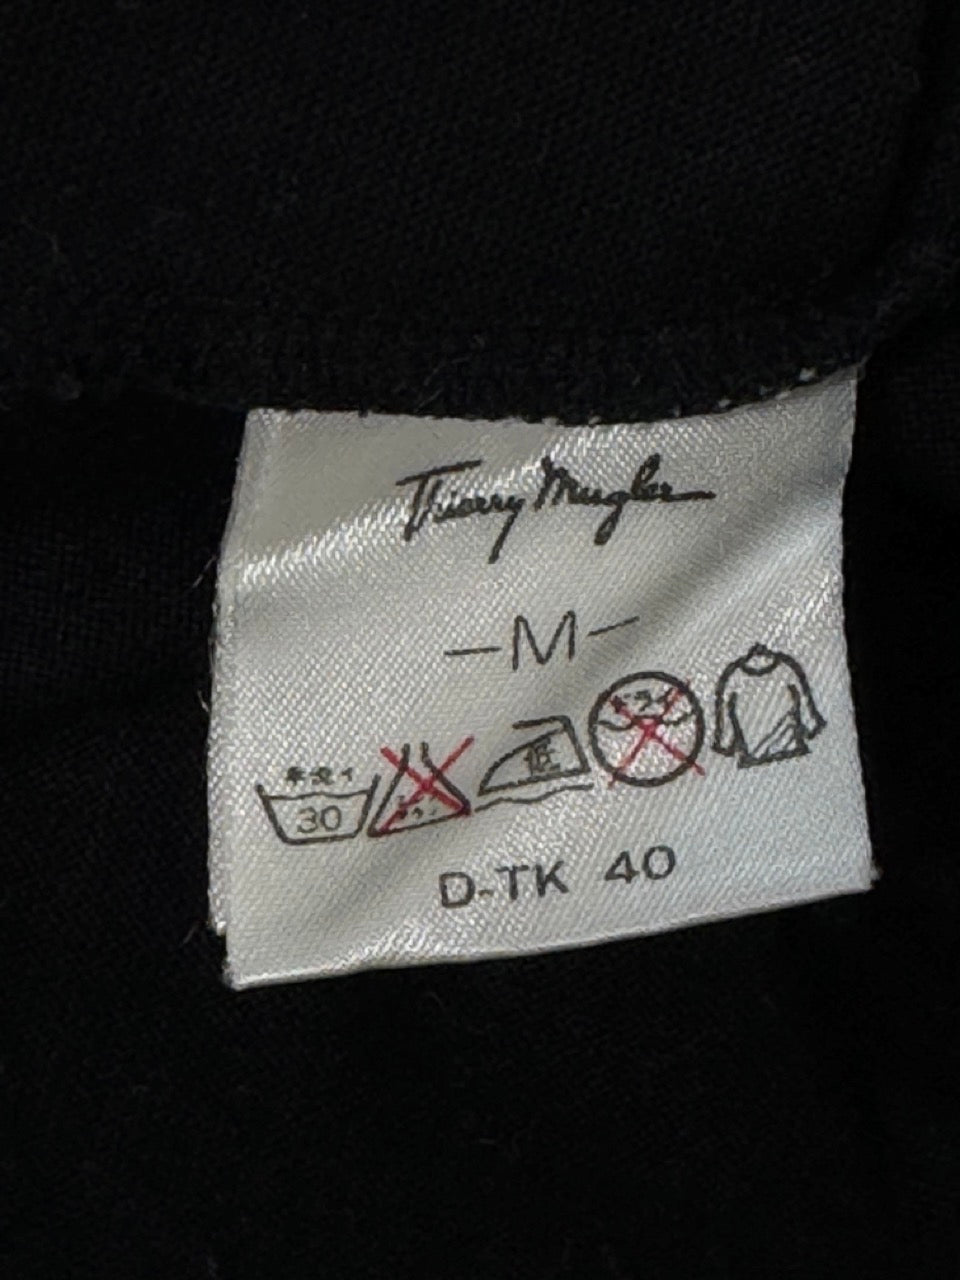 Thierry Mugler
-M-
30 低
D-TK 40